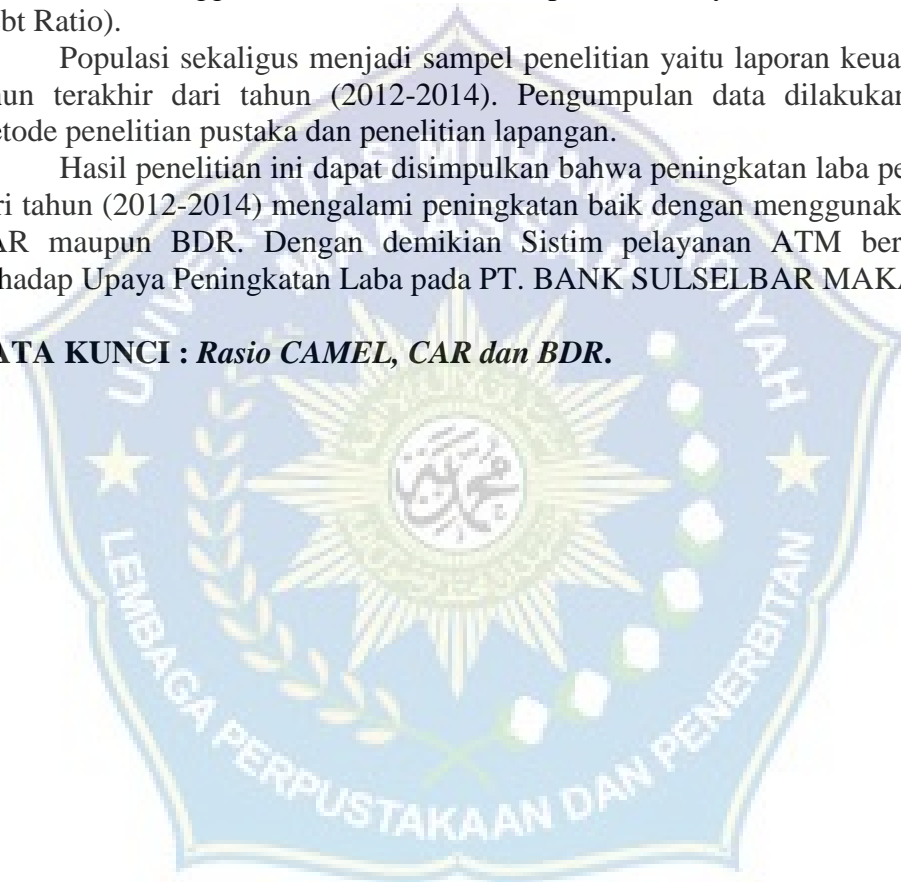 bt Ratio).
Populasi sekaligus menjadi sampel penelitian yaitu laporan keua
un terakhir dari tahun (2012-2014). Pengumpulan data dilakukan
etode penelitian pustaka dan penelitian lapangan.
Hasil penelitian ini dapat disimpulkan bahwa peningkatan laba pe
ri tahun (2012-2014) mengalami peningkatan baik dengan menggunak
AR maupun BDR. Dengan demikian Sistim pelayanan ATM ber
hadap Upaya Peningkatan Laba pada PT. BANK SULSELBAR MAKA
ATA KUNCI : Rasio CAMEL, CAR dan BDR.
UNIVERSITAS MUHAMMADIYAH
MAKASSAR
LEMBAGA PERPUSTAKAAN DAN PENERBITAN